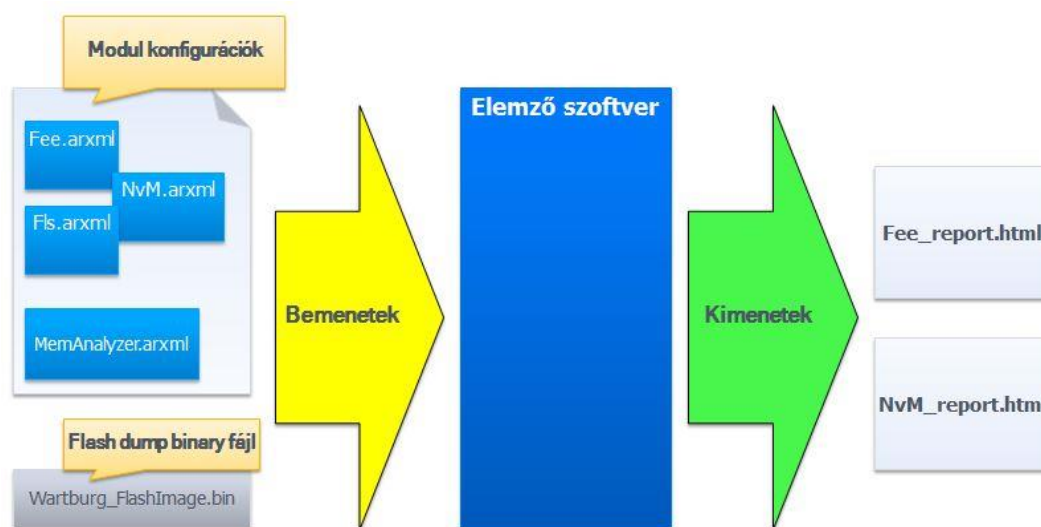 Modul konfigurációk
Fee.arxml
NvM.arxml
Fls.arxml
MemAnalyzer.arxml
Flash dump binary fájl
Wartburg_FlashImage.bin
Bemenetek
Elemző szoftver
Kimenetek
Fee_report.html
NvM_report.htm